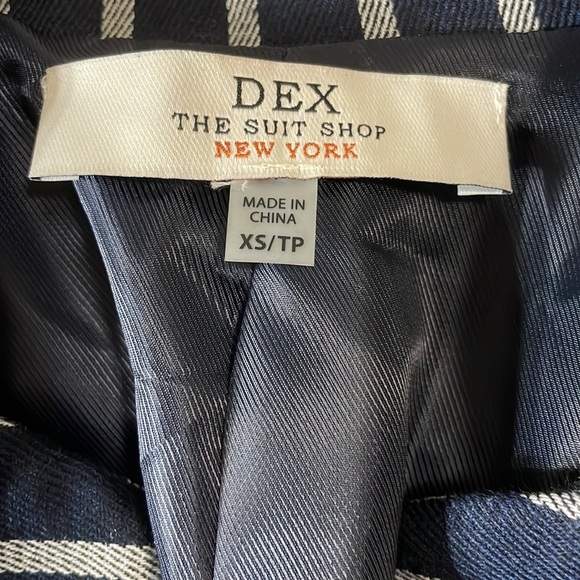 DEX
THE SUIT SHOP
NEW YORK
MADE IN
CHINA
XS/TP